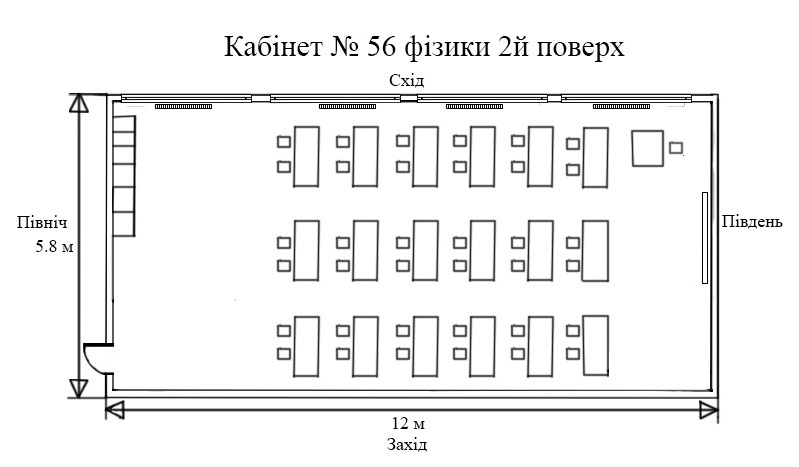 Кабінет № 56 фізики 2й поверх
Схід
Північ
5.8 м
Південь
12 м
Захід